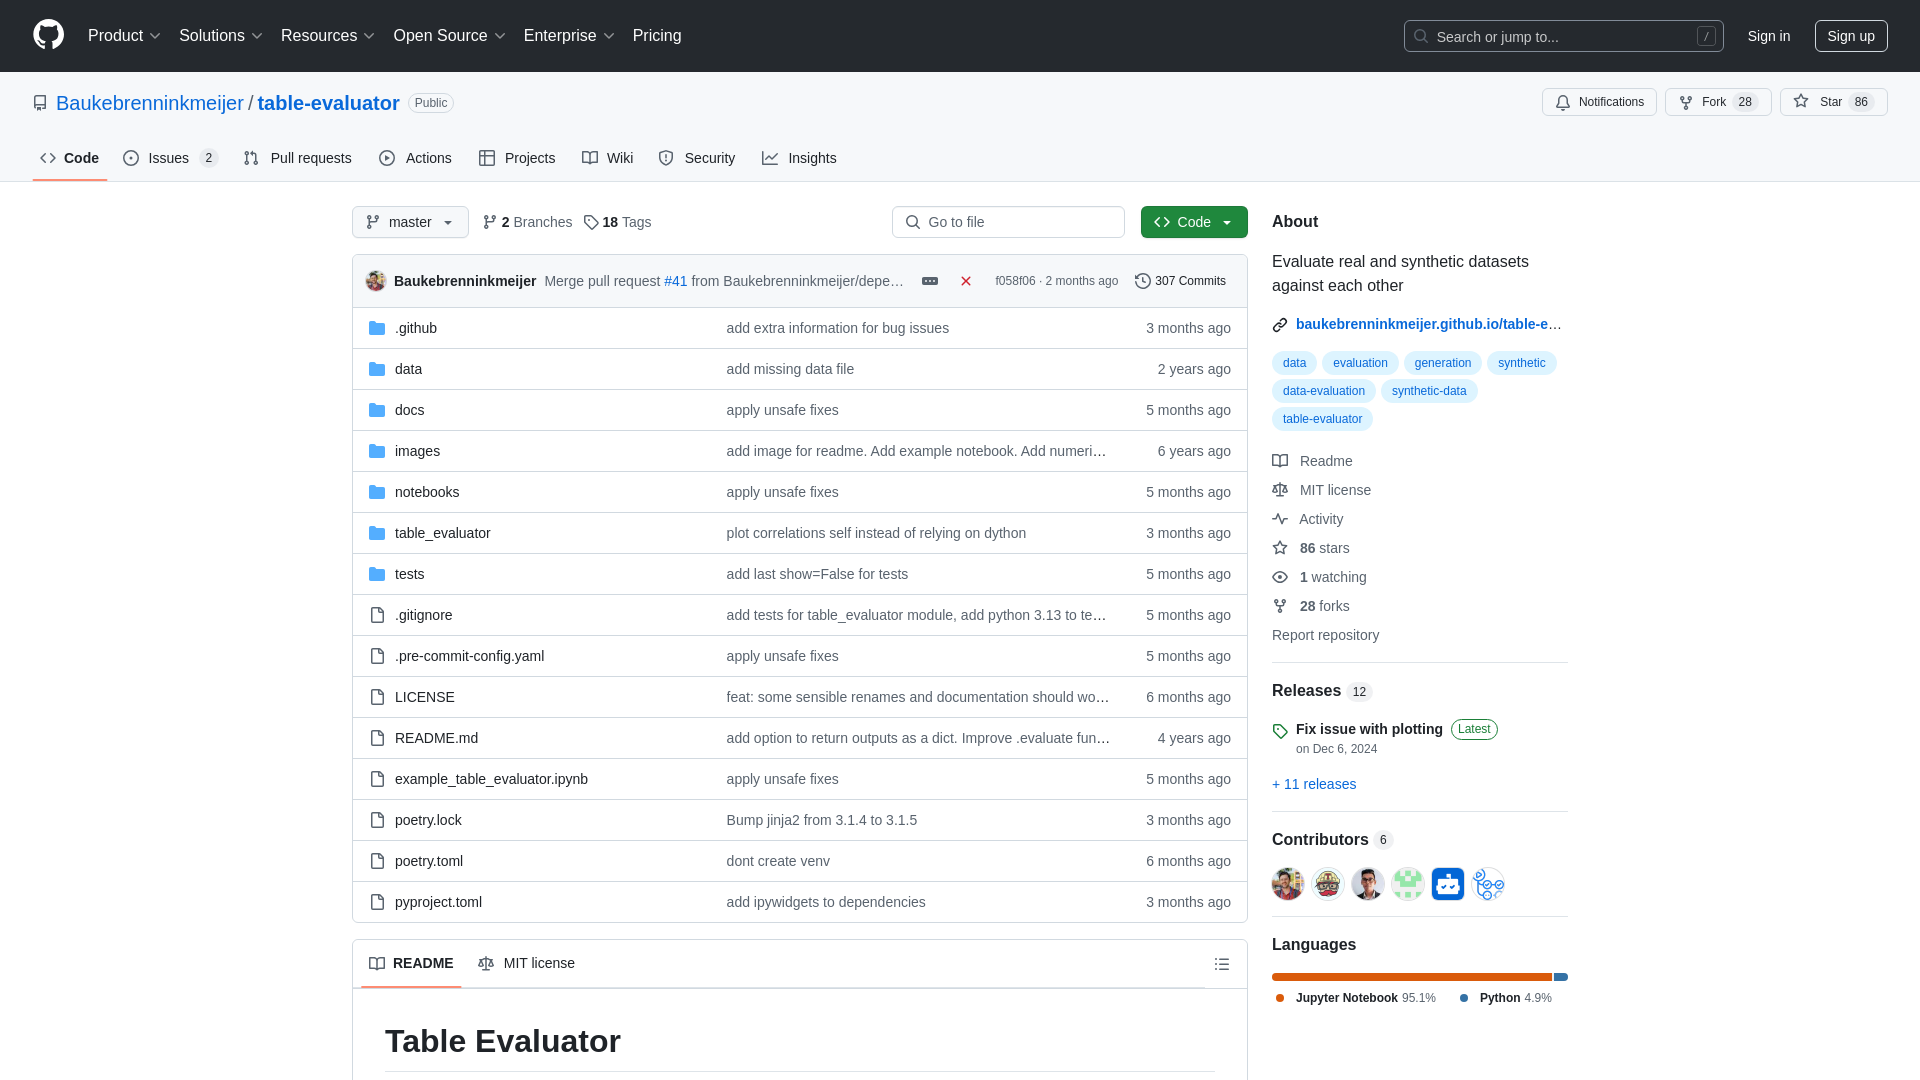 Product
Solutions
Resources
Open Source
Enterprise
Pricing
Search or jump to...
/
Sign in
Sign up
Baukebrenninkmeijer / table-evaluator Public
Notifications
Fork 28
Star 86
Code
Issues 2
Pull requests
Actions
Projects
Wiki
Security
Insights
master
2 Branches
18 Tags
Go to file
Code
Baukebrenninkmeijer Merge pull request #41 from Baukebrenninkmeijer/depe… f058f06 · 2 months ago 307 Commits
.github add extra information for bug issues 3 months ago
data add missing data file 2 years ago
docs apply unsafe fixes 5 months ago
images add image for readme. Add example notebook. Add numeri… 6 years ago
notebooks apply unsafe fixes 5 months ago
table_evaluator plot correlations self instead of relying on dython 3 months ago
tests add last show=False for tests 5 months ago
.gitignore add tests for table_evaluator module, add python 3.13 to te… 5 months ago
.pre-commit-config.yaml apply unsafe fixes 5 months ago
LICENSE feat: some sensible renames and documentation should wo… 6 months ago
README.md add option to return outputs as a dict. Improve .evaluate fun… 4 years ago
example_table_evaluator.ipynb apply unsafe fixes 5 months ago
poetry.lock Bump jinja2 from 3.1.4 to 3.1.5 3 months ago
poetry.toml dont create venv 6 months ago
pyproject.toml add ipywidgets to dependencies 3 months ago
README
MIT license
Table Evaluator
About
Evaluate real and synthetic datasets
against each other
baukebrenninkmeijer.github.io/table-e…
data evaluation generation synthetic
data-evaluation synthetic-data
table-evaluator
Readme
MIT license
Activity
86 stars
1 watching
28 forks
Report repository
Releases 12
Fix issue with plotting Latest
on Dec 6, 2024
+ 11 releases
Contributors 6
Languages
Jupyter Notebook 95.1% Python 4.9%